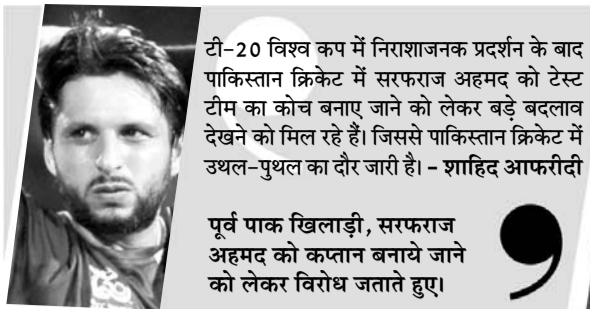 टी-20 विश्व कप में निराशाजनक प्रदर्शन के बाद
पाकिस्तान क्रिकेट में सरफराज अहमद को टेस्ट
टीम का कोच बनाए जाने को लेकर बड़े बदलाव
देखने को मिल रहे हैं। जिससे पाकिस्तान क्रिकेट में
उथल-पुथल का दौर जारी है। - शाहिद आफरीदी
पूर्व पाक खिलाड़ी, सरफराज
अहमद को कप्तान बनाये जाने
को लेकर विरोध जताते हुए।